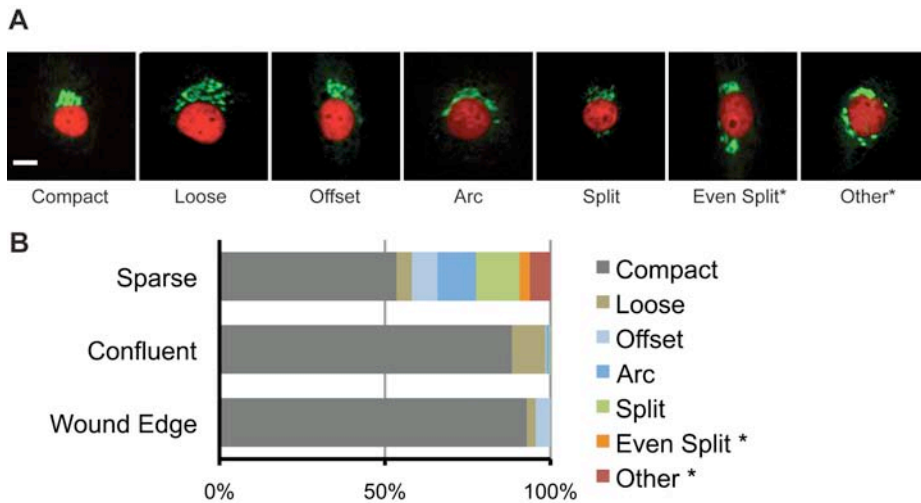 A
Compact Loose Offset Arc Split Even Split* Other*
B
Sparse
Confluent
Wound Edge
0% 50% 100%
Compact
Loose
Offset
Arc
Split
Even Split *
Other *